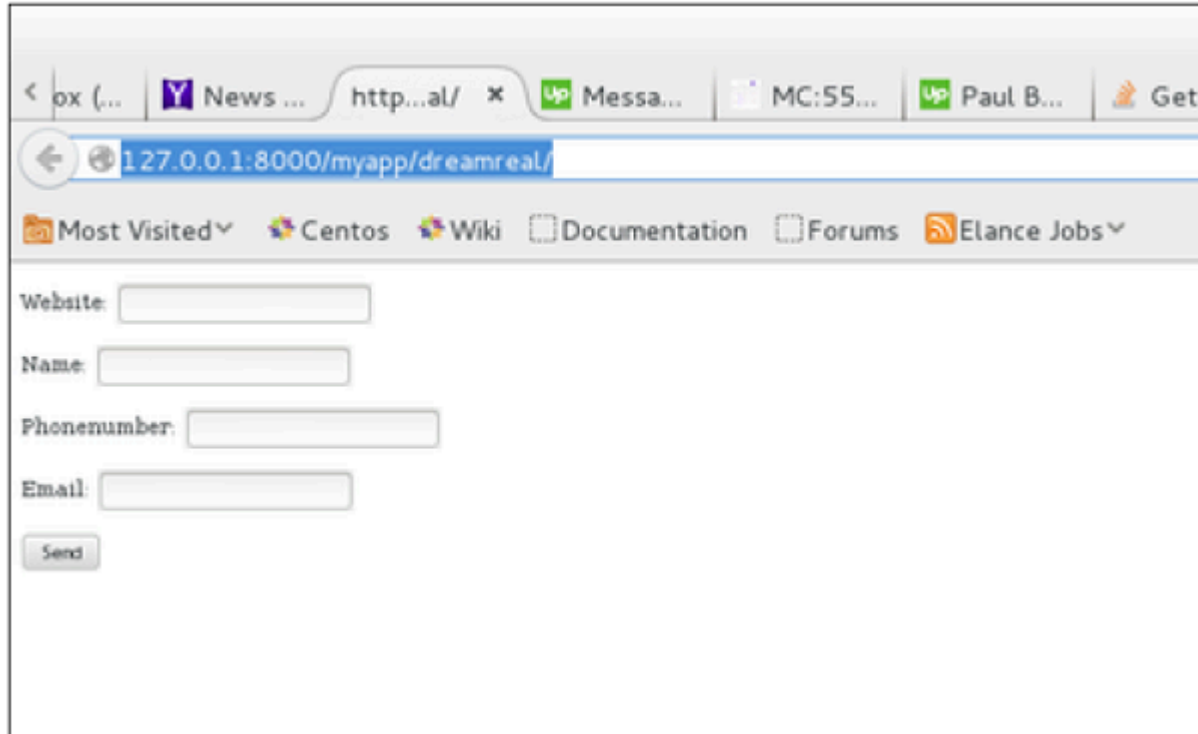 ox (... News ... http...al/ Messa... MC:55... Paul B... Get
127.0.0.1:8000/myapp/dreamreal/
Most Visited Centos Wiki Documentation Forums Elance Jobs
Website:
Name:
Phonenumber:
Email:
Send